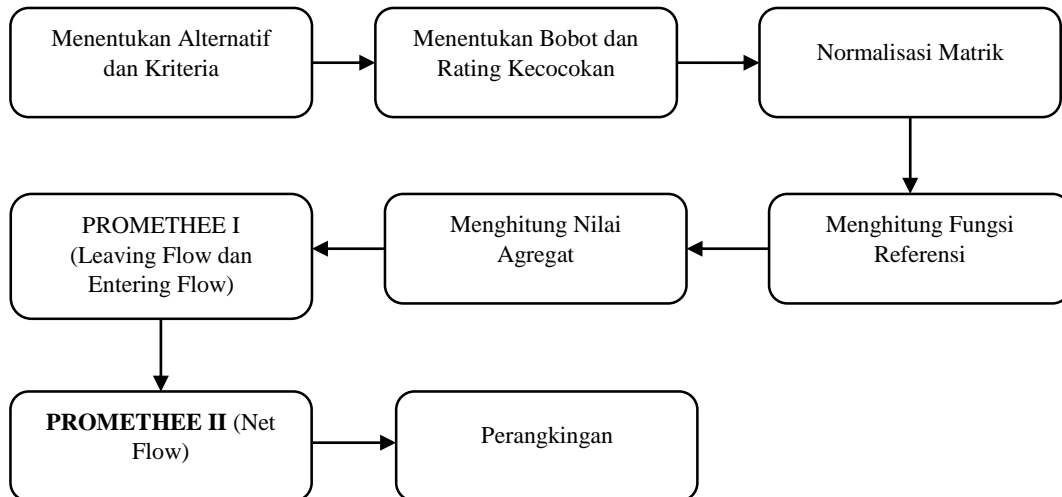 Menentukan Alternatif
dan Kriteria
Menentukan Bobot dan
Rating Kecocokan
Normalisasi Matrik
Menghitung Fungsi
Referensi
Menghitung Nilai
Agregat
PROMETHEE I
(Leaving Flow dan
Entering Flow)
PROMETHEE II (Net
Flow)
Perangkingan